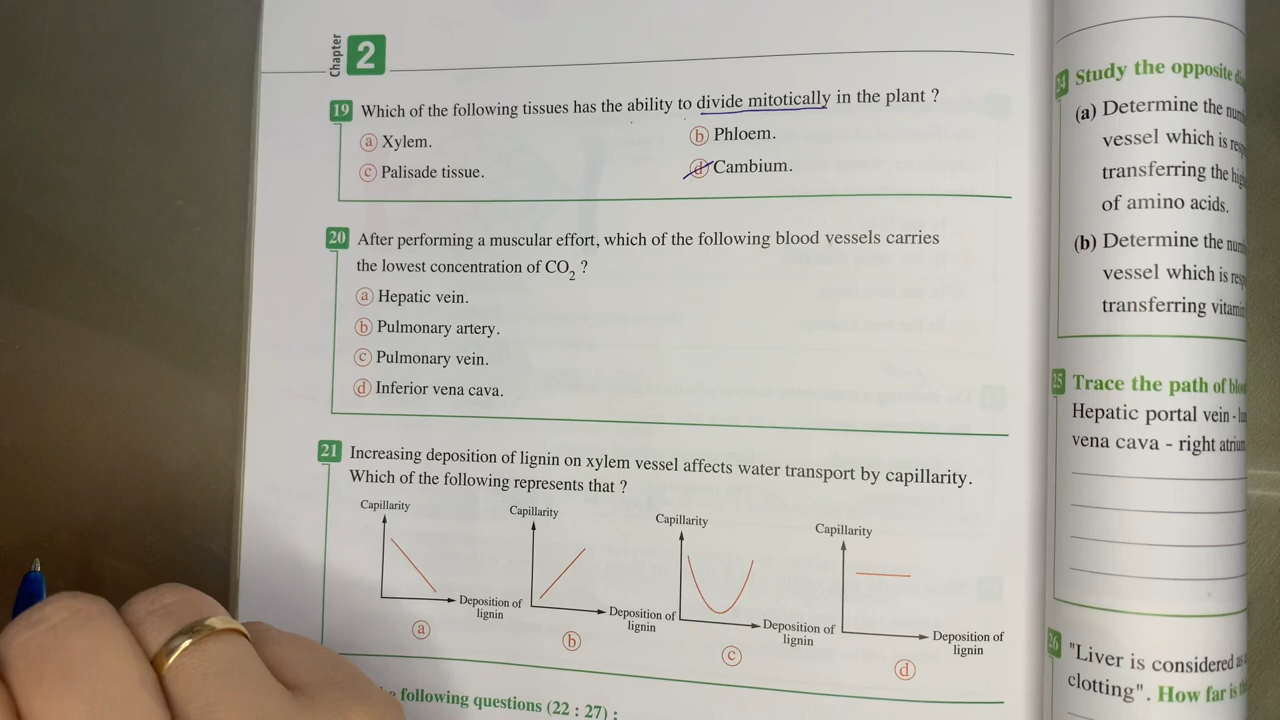 Chapter 2
19 Which of the following tissues has the ability to divide mitotically in the plant ?
a Xylem.
b Phloem.
c Palisade tissue.
d Cambium.
20 After performing a muscular effort, which of the following blood vessels carries
the lowest concentration of CO₂ ?
a Hepatic vein.
b Pulmonary artery.
c Pulmonary vein.
d Inferior vena cava.
21 Increasing deposition of lignin on xylem vessel affects water transport by capillarity.
Which of the following represents that ?
Capillarity
Deposition of
lignin
a
Capillarity
Deposition of
lignin
b
Capillarity
Deposition of
lignin
c
Capillarity
Deposition of
lignin
d
following questions (22 : 27) :
24 Study the opposite
(a) Determine the
vessel which is
transferring the
of amino acids.
(b) Determine the
vessel which is
transferring
25 Trace the path of
Hepatic portal vein -
vena cava - right
26 "Liver is considered
clotting". How far is